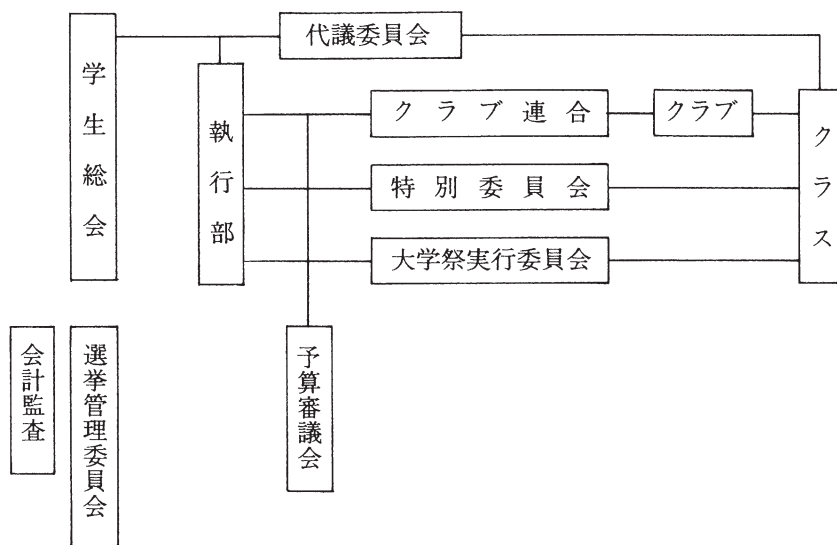 代議委員会
学生総会
執行部
クラブ連合
クラブ
クラス
特別委員会
大学祭実行委員会
会計監査
選挙管理委員会
予算審議会